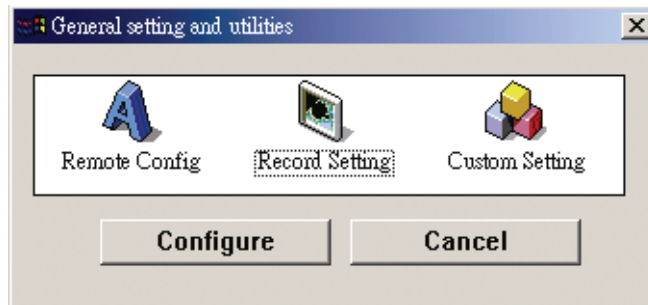 General setting and utilities
Remote Config Record Setting Custom Setting
Configure Cancel